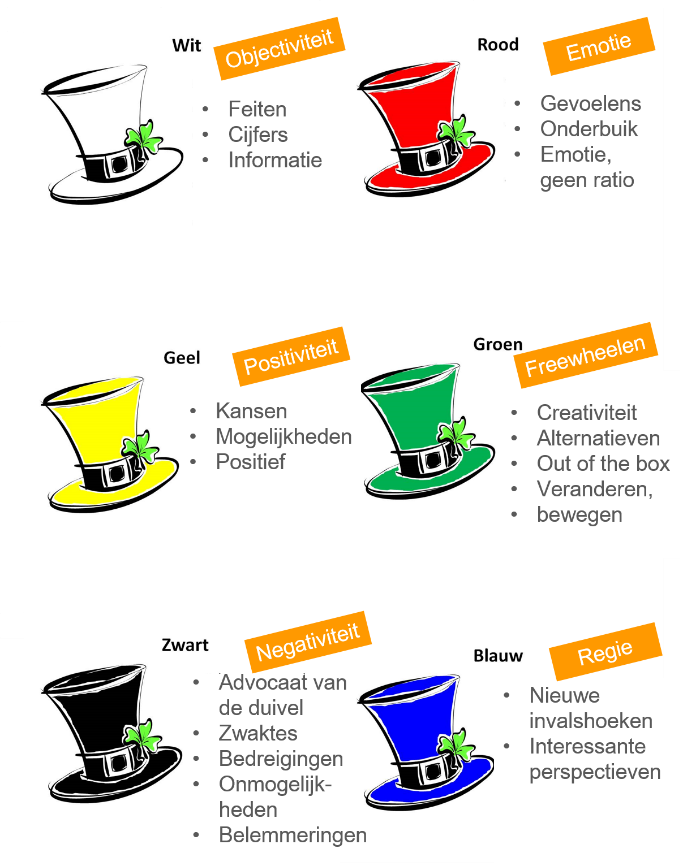 Wit
Objectiviteit
• Feiten
• Cijfers
• Informatie
Rood
Emotie
• Gevoelens
• Onderbuik
• Emotie,
geen ratio
Geel
Positiviteit
• Kansen
• Mogelijkheden
• Positief
Groen
Freewheelen
• Creativiteit
• Alternatieven
• Out of the box
• Veranderen,
• bewegen
Zwart
Negativiteit
• Advocaat van
de duivel
• Zwaktes
• Bedreigingen
• Onmogelijk-
heden
• Belemmeringen
Blauw
Regie
• Nieuwe
invalshoeken
• Interessante
perspectieven